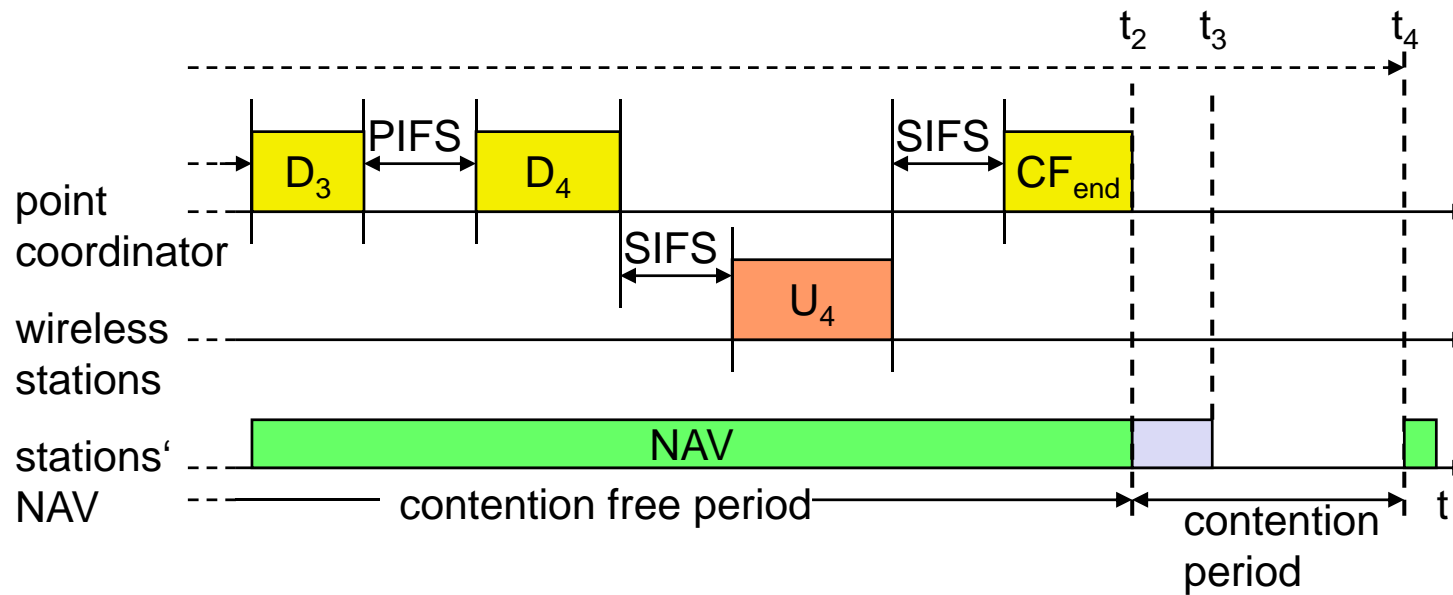 t2 t3 t4
PIFS SIFS
D3 D4 CFend
point
coordinator
SIFS
U4
wireless
stations
NAV
stations‘
NAV
contention free period
t
contention
period